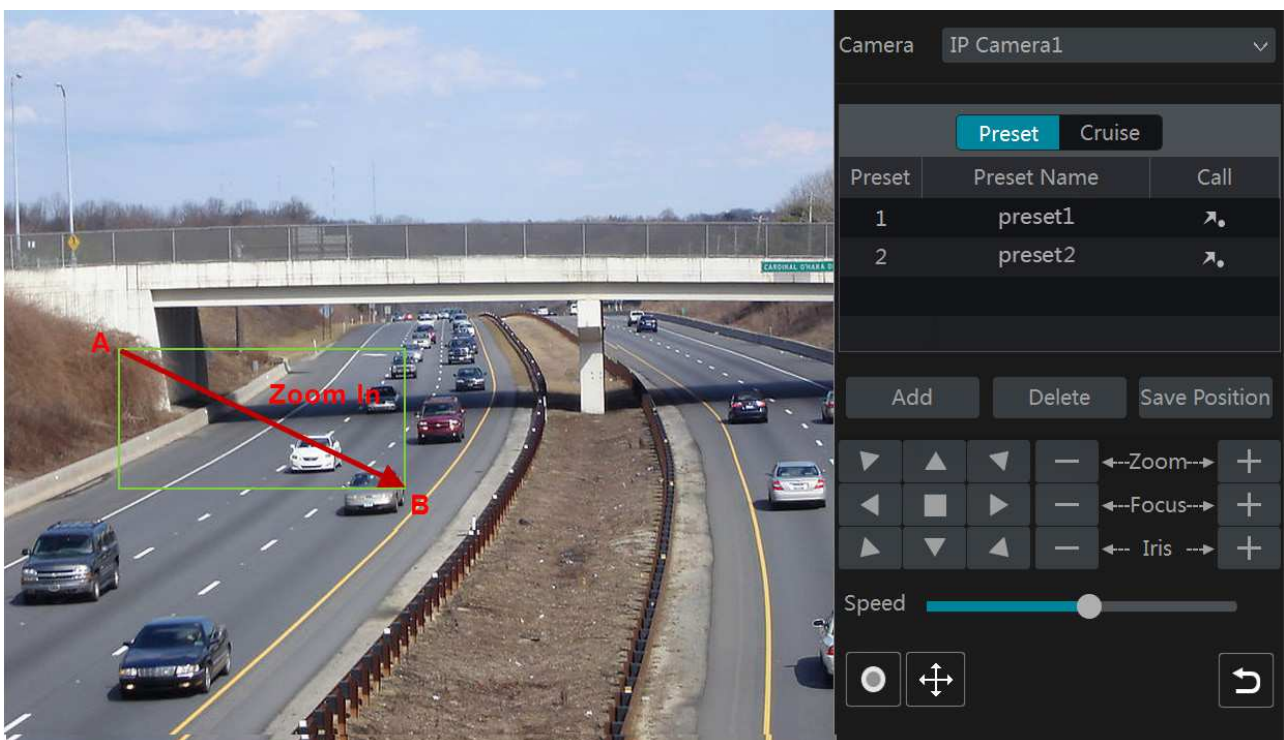 Camera IP Camera1
Preset Cruise
Preset Preset Name Call
1 preset1
2 preset2
Add Delete Save Position
Zoom
Focus
Iris
Speed
CARDINAL O'HARA
A
Zoom In
B